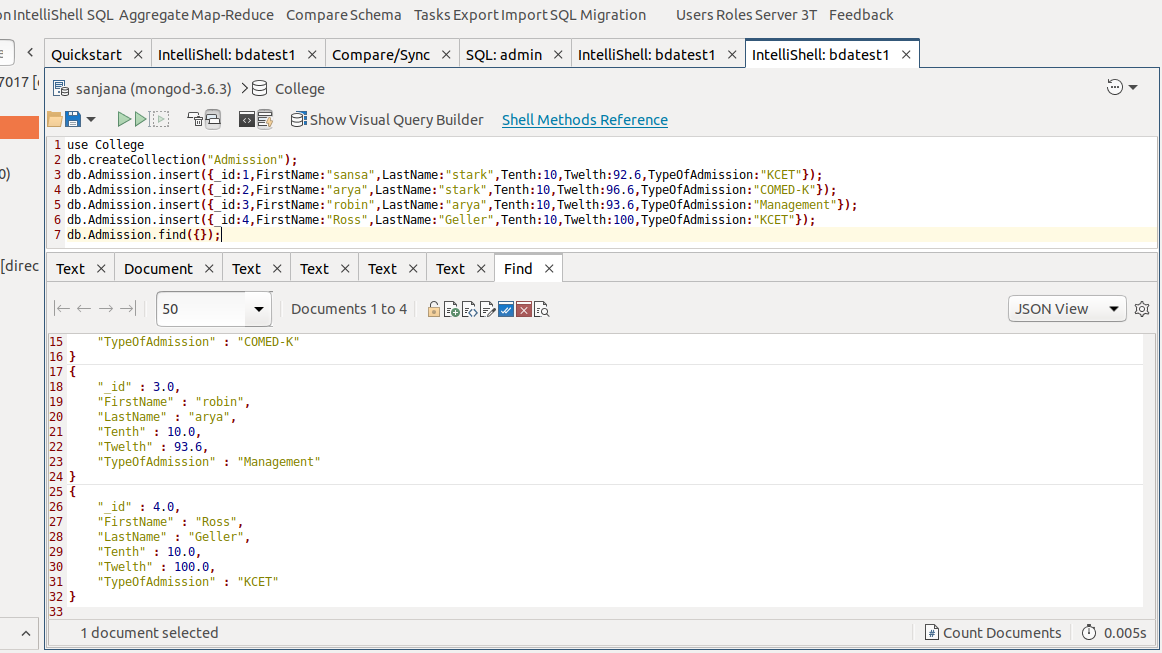 on IntelliShell SQL Aggregate Map-Reduce Compare Schema Tasks Export Import SQL Migration Users Roles Server 3T Feedback
Quickstart × IntelliShell: bdatest1 × Compare/Sync × SQL: admin × IntelliShell: bdatest1 × IntelliShell: bdatest1 ×
7017 [d
sanjana (mongod-3.6.3) > College
Show Visual Query Builder Shell Methods Reference
1 use College
2 db.createCollection("Admission");
3 db.Admission.insert({_id:1,FirstName:"sansa",LastName:"stark",Tenth:10,Twelth:92.6,TypeOfAdmission:"KCET"});
4 db.Admission.insert({_id:2,FirstName:"arya",LastName:"stark",Tenth:10,Twelth:96.6,TypeOfAdmission:"COMED-K"});
5 db.Admission.insert({_id:3,FirstName:"robin",LastName:"arya",Tenth:10,Twelth:93.6,TypeOfAdmission:"Management"});
6 db.Admission.insert({_id:4,FirstName:"Ross",LastName:"Geller",Tenth:10,Twelth:100,TypeOfAdmission:"KCET"});
7 db.Admission.find({});
0)
[direc
Text × Document × Text × Text × Text × Text × Find ×
50 Documents 1 to 4 JSON View
15 "TypeOfAdmission" : "COMED-K"
16 }
17 {
18 "_id" : 3.0,
19 "FirstName" : "robin",
20 "LastName" : "arya",
21 "Tenth" : 10.0,
22 "Twelth" : 93.6,
23 "TypeOfAdmission" : "Management"
24 }
25 {
26 "_id" : 4.0,
27 "FirstName" : "Ross",
28 "LastName" : "Geller",
29 "Tenth" : 10.0,
30 "Twelth" : 100.0,
31 "TypeOfAdmission" : "KCET"
32 }
33
1 document selected # Count Documents 0.005s